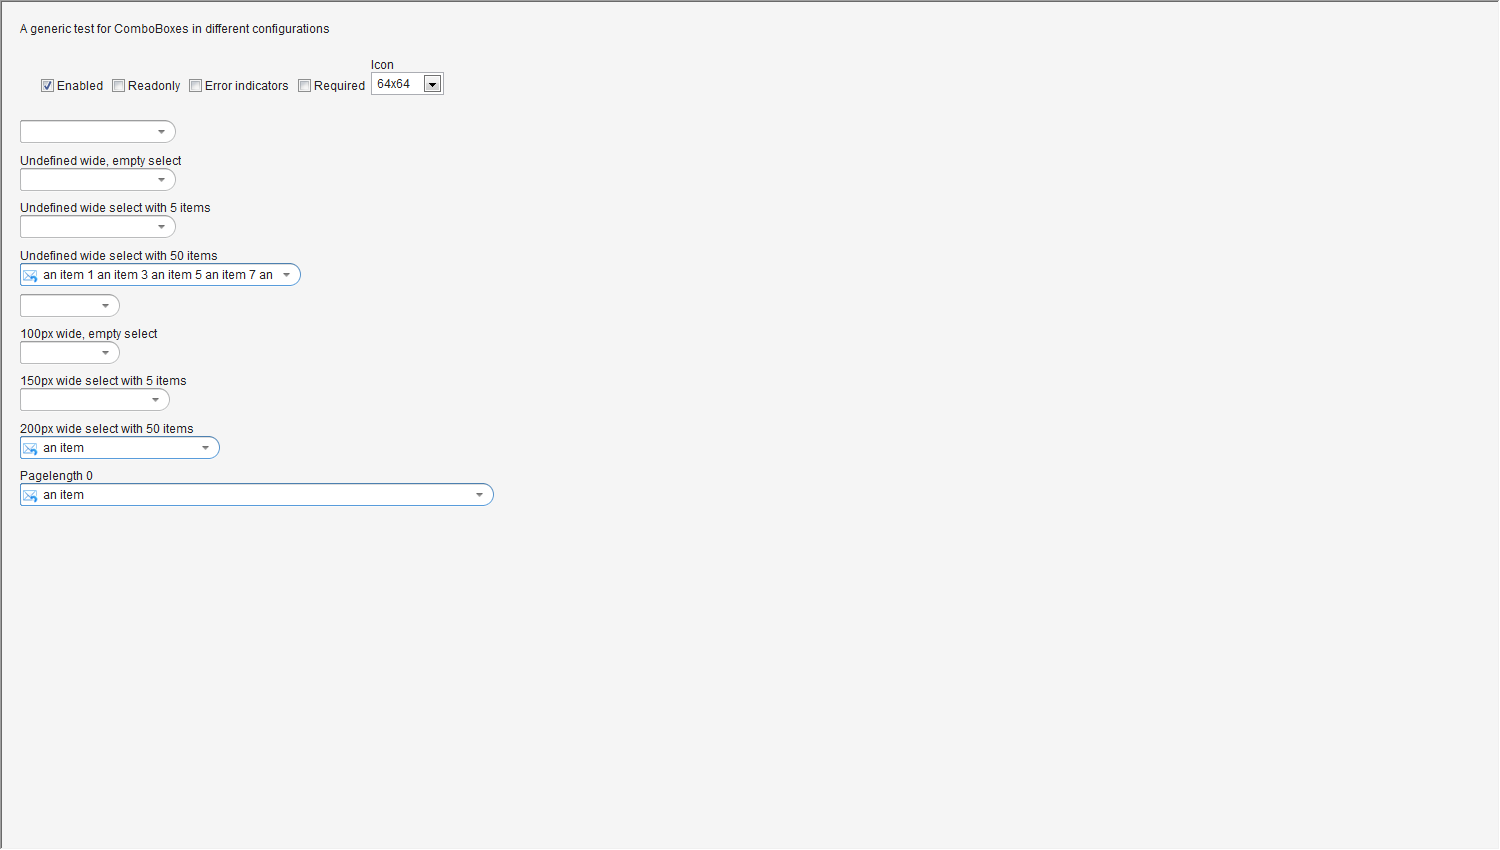 A generic test for ComboBoxes in different configurations
Icon
Enabled Readonly Error indicators Required 64x64
Undefined wide, empty select
Undefined wide select with 5 items
Undefined wide select with 50 items
an item 1 an item 3 an item 5 an item 7 an
100px wide, empty select
150px wide select with 5 items
200px wide select with 50 items
an item
Pagelength 0
an item